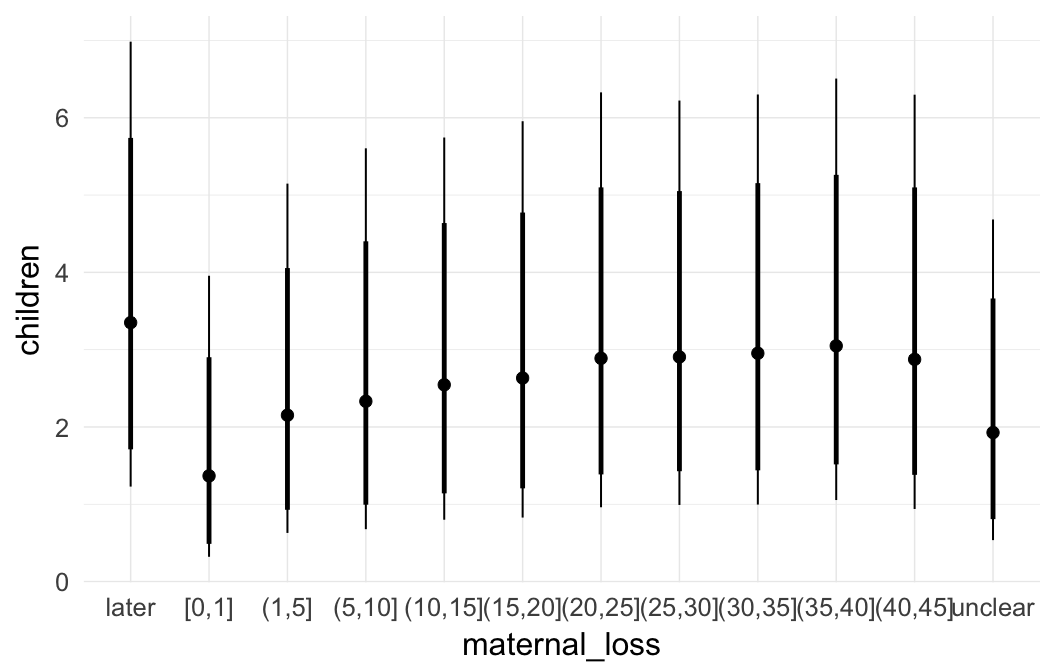 children
6
4
2
0
later [0,1] (1,5] (5,10] (10,15] (15,20] (20,25] (25,30] (30,35] (35,40] (40,45] unclear
maternal_loss